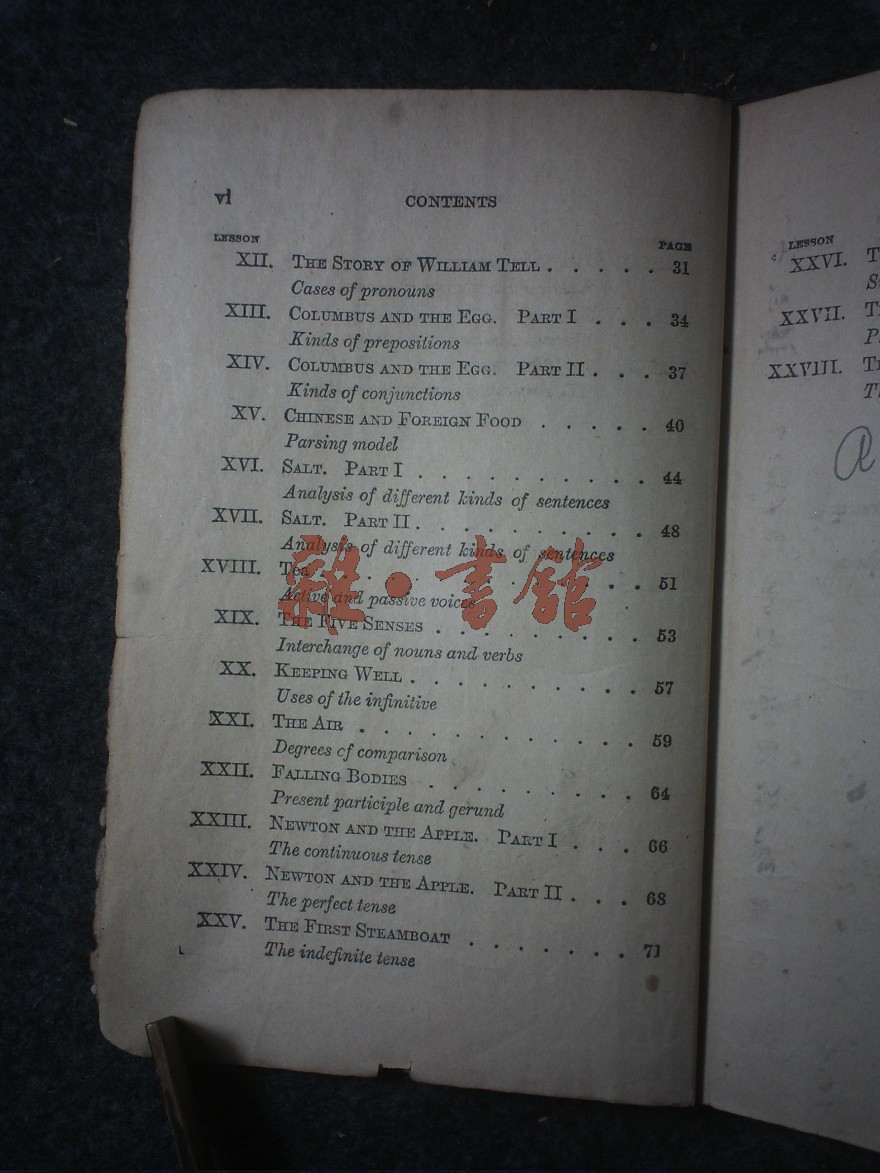 vi CONTENTS
LESSON PAGE
XII. THE STORY OF WILLIAM TELL . . . . . 31
Cases of pronouns
XIII. COLUMBUS AND THE EGG. PART I . . . 34
Kinds of prepositions
XIV. COLUMBUS AND THE EGG. PART II . . . 37
Kinds of conjunctions
XV. CHINESE AND FOREIGN FOOD . . . . . 40
Parsing model
XVI. SALT. PART I . . . . . . . . . 44
Analysis of different kinds of sentences
XVII. SALT. PART II . . . . . . . . . 48
Analysis of different kinds of sentences
XVIII. Tea . . . . . . . . . 51
Active and passive voices
XIX. THE FIVE SENSES . . . . . . . . 53
Interchange of nouns and verbs
XX. KEEPING WELL . . . . . . . . . 57
Uses of the infinitive
XXI. THE AIR . . . . . . . . . . . 59
Degrees of comparison
XXII. FALLING BODIES . . . . . . . . 64
Present participle and gerund
XXIII. NEWTON AND THE APPLE. PART I . . . 66
The continuous tense
XXIV. NEWTON AND THE APPLE. PART II . . . 68
The perfect tense
XXV. THE FIRST STEAMBOAT . . . . . . . 71
The indefinite tense
雜·書館
LESSON
XXVI.
XXVII.
XXVIII.